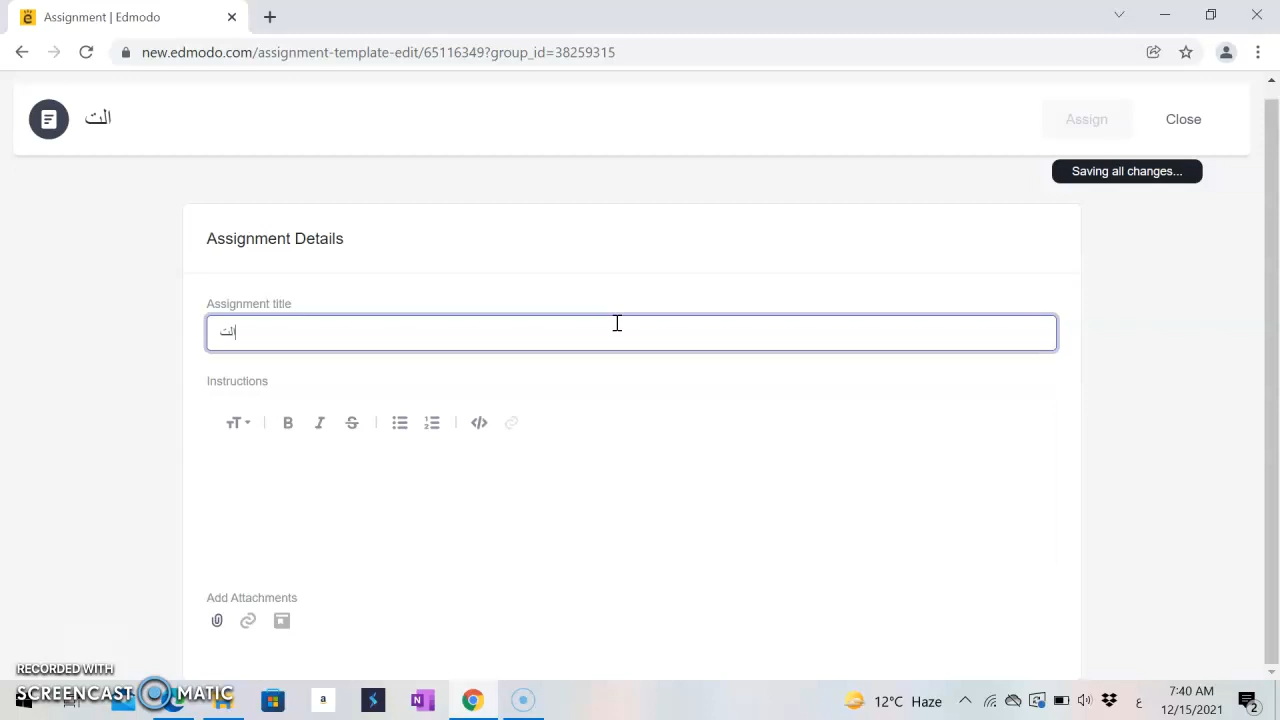 Assignment | Edmodo
new.edmodo.com/assignment-template-edit/65116349?group_id=38259315
الت
Assign
Close
Saving all changes...
Assignment Details
Assignment title
الت
Instructions
Add Attachments
RECORDED WITH
SCREENCAST MATIC
12°C Haze
ع
7:40 AM
12/15/2021
2